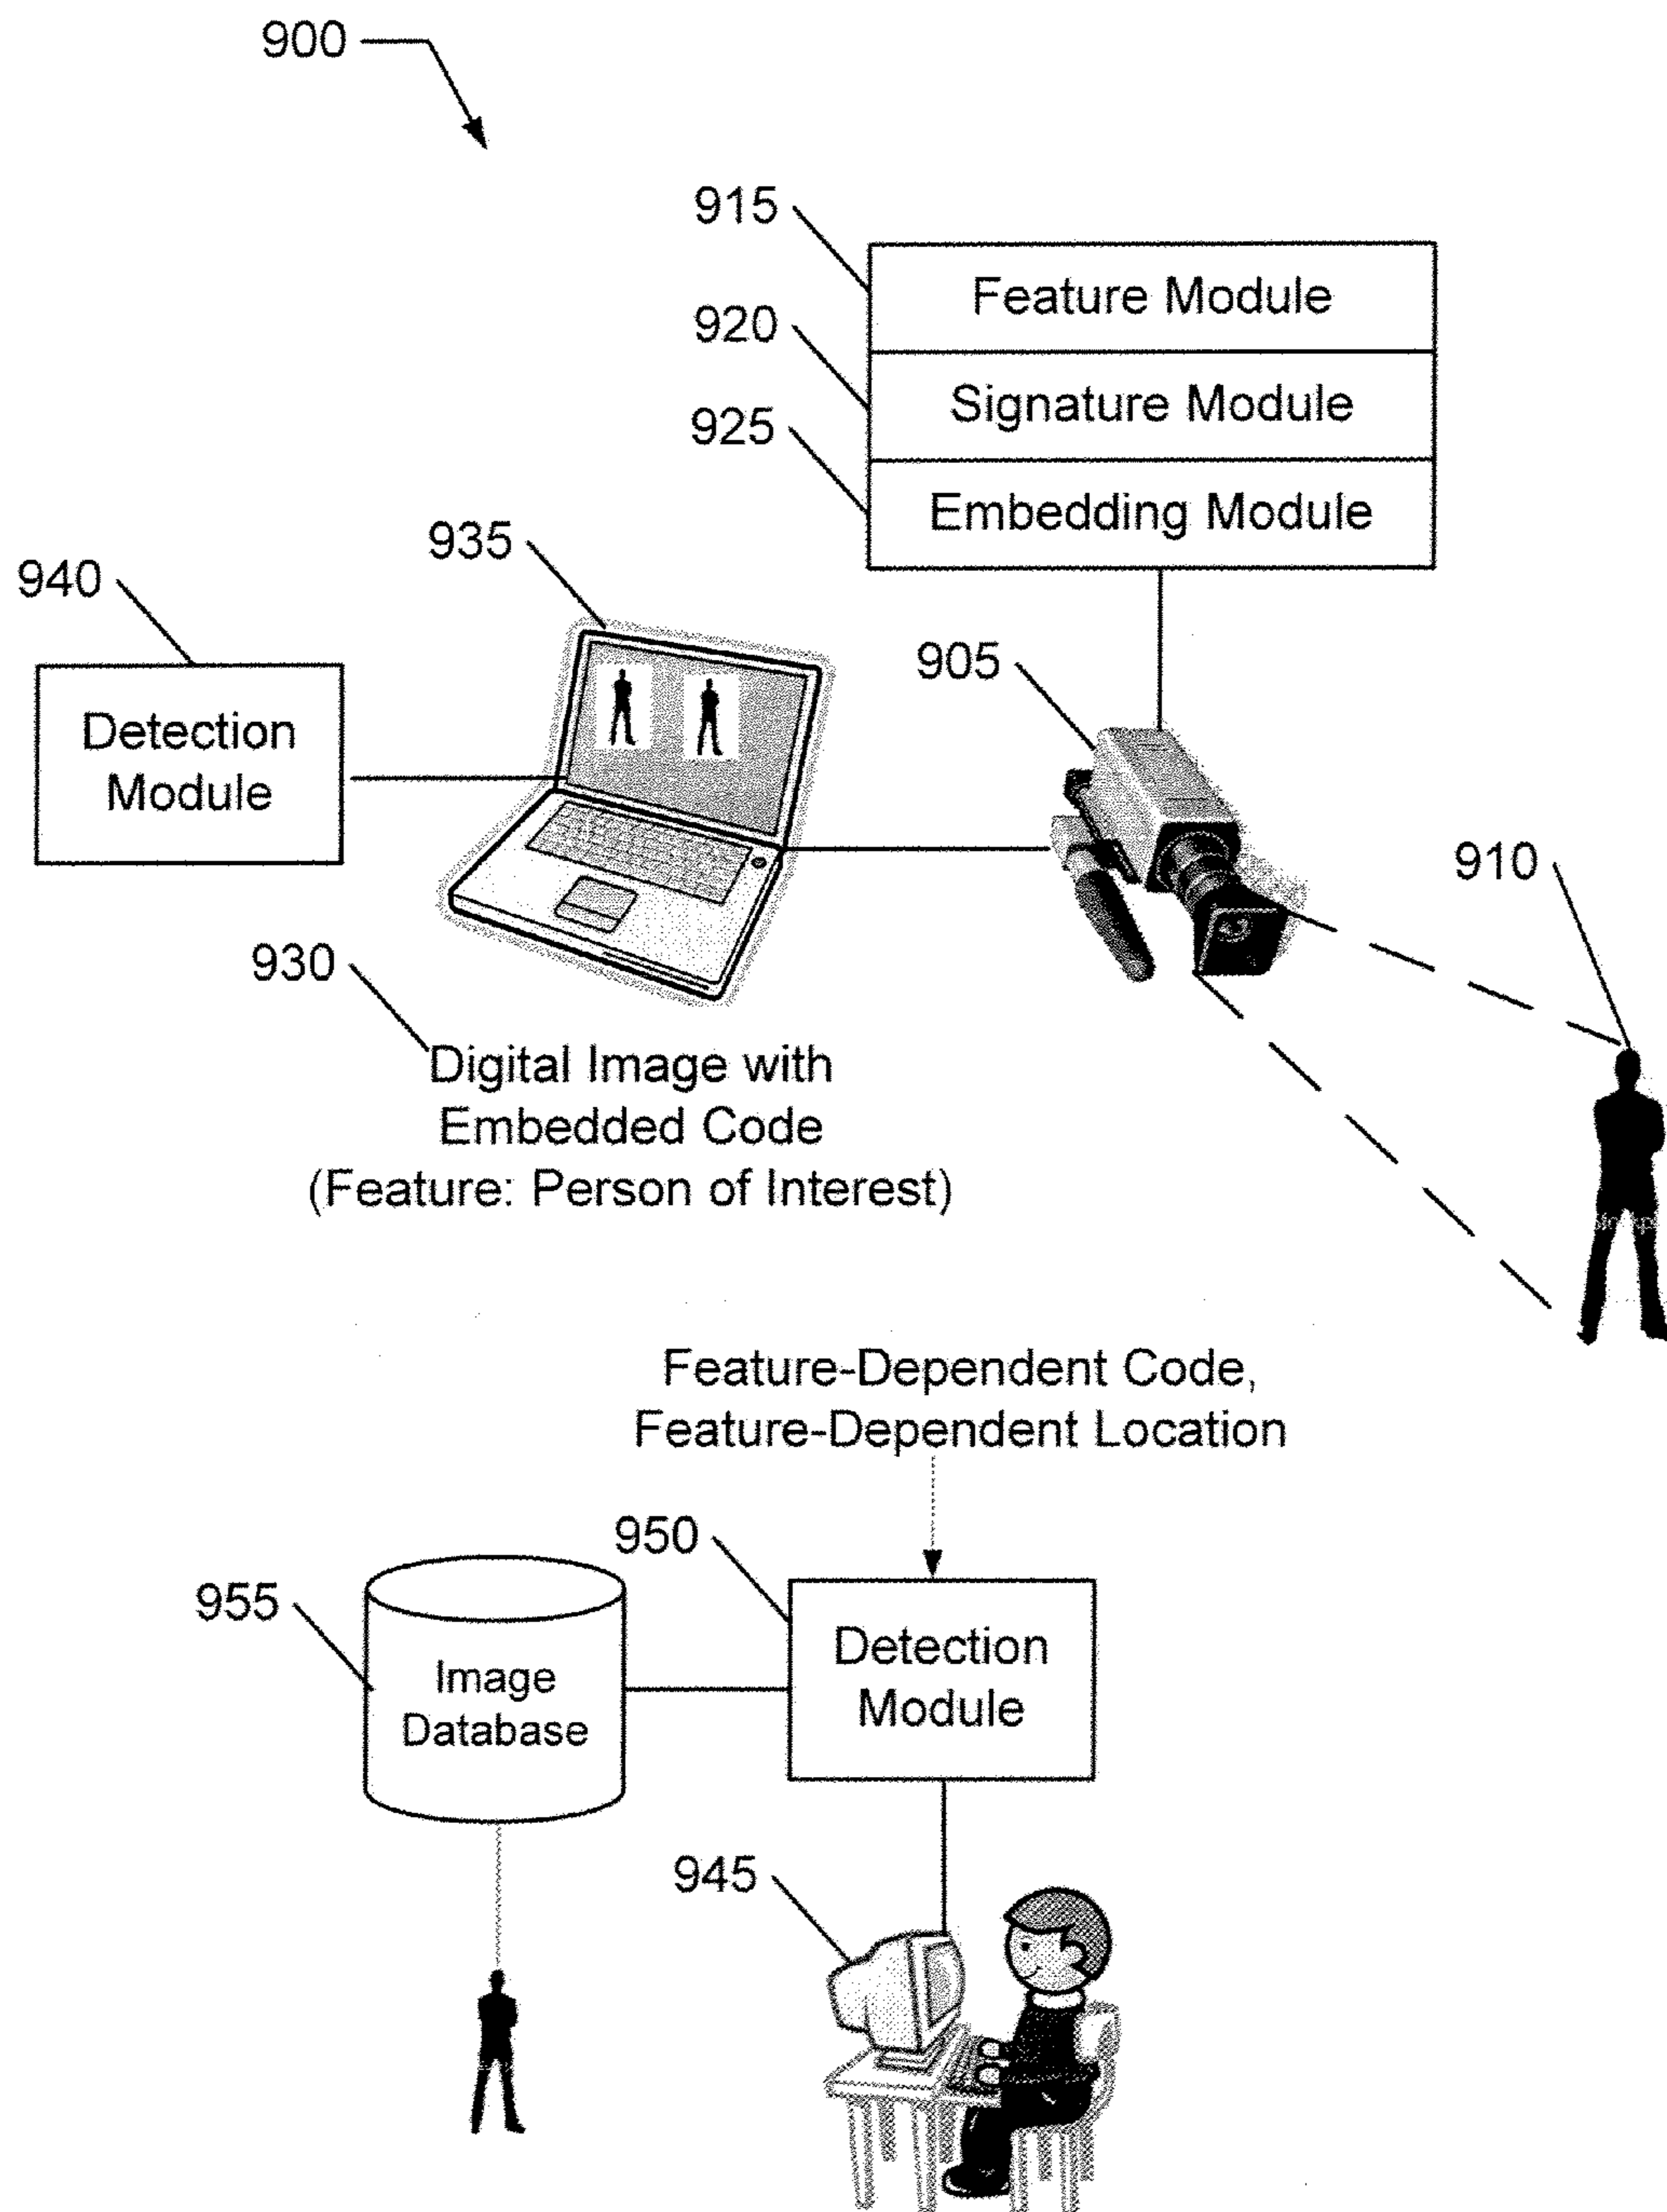 900
915
Feature Module
920
Signature Module
925
Embedding Module
935
940
905
Detection
Module
910
930
Digital Image with
Embedded Code
(Feature: Person of Interest)
Feature-Dependent Code,
Feature-Dependent Location
950
955
Detection
Module
Image
Database
945